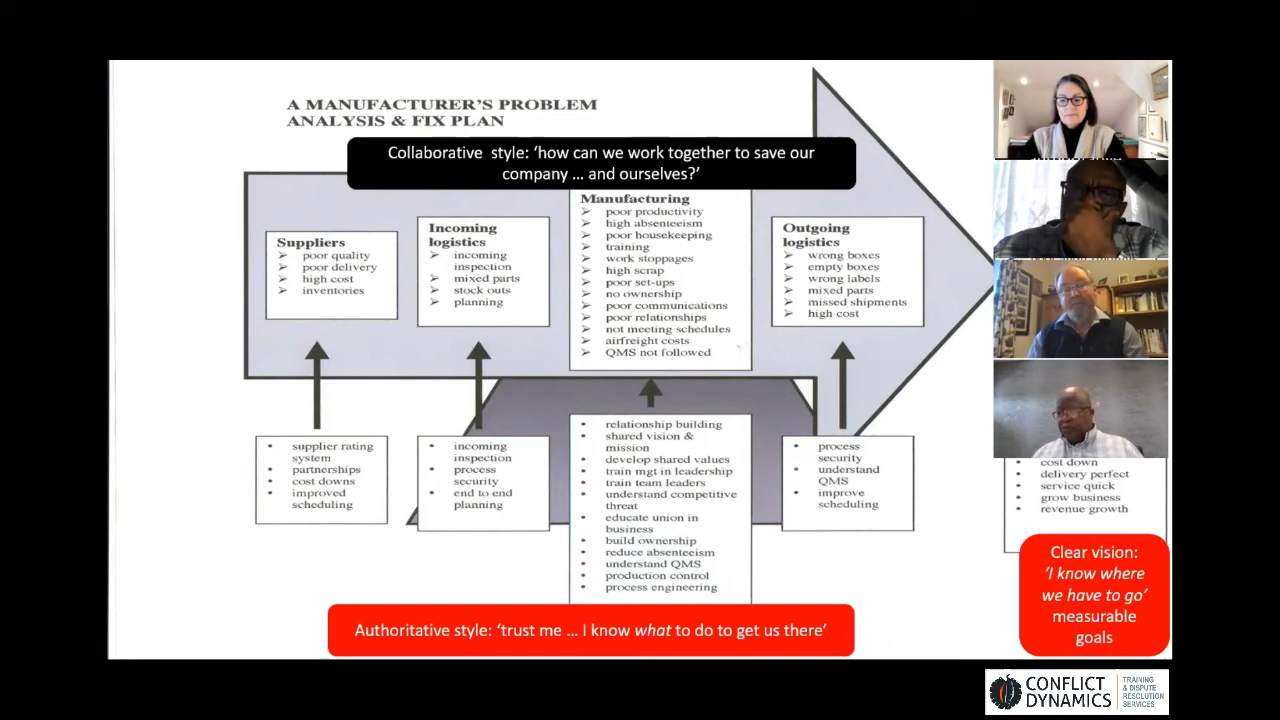 A MANUFACTURER'S PROBLEM
ANALYSIS & FIX PLAN
Collaborative style: ‘how can we work together to save our
company … and ourselves?’
Suppliers
➢ poor quality
➢ poor delivery
➢ high cost
➢ inventories
Incoming
logistics
➢ incoming
inspection
➢ mixed parts
➢ stock outs
➢ planning
Manufacturing
➢ poor productivity
➢ high absenteeism
➢ poor housekeeping
➢ training
➢ work stoppages
➢ high scrap
➢ poor set-ups
➢ no ownership
➢ poor communications
➢ poor relationships
➢ not meeting schedules
➢ airfreight costs
➢ QMS not followed
Outgoing
logistics
➢ wrong boxes
➢ empty boxes
➢ wrong labels
➢ mixed parts
➢ missed shipments
➢ high cost
• supplier rating
system
• partnerships
• cost downs
• improved
scheduling
• incoming
inspection
• process
security
• end to end
planning
• relationship building
• shared vision &
mission
• develop shared values
• train mgt in leadership
• train team leaders
• understand competitive
threat
• educate union in
business
• build ownership
• reduce absenteeism
• understand QMS
• production control
• process engineering
• process
security
• understand
QMS
• improve
scheduling
• cost down
• delivery perfect
• service quick
• grow business
• revenue growth
Clear vision:
‘I know where
we have to go’
measurable
goals
Authoritative style: ‘trust me … I know what to do to get us there’
CONFLICT
DYNAMICS
TRAINING
& DISPUTE
RESOLUTION
SERVICES